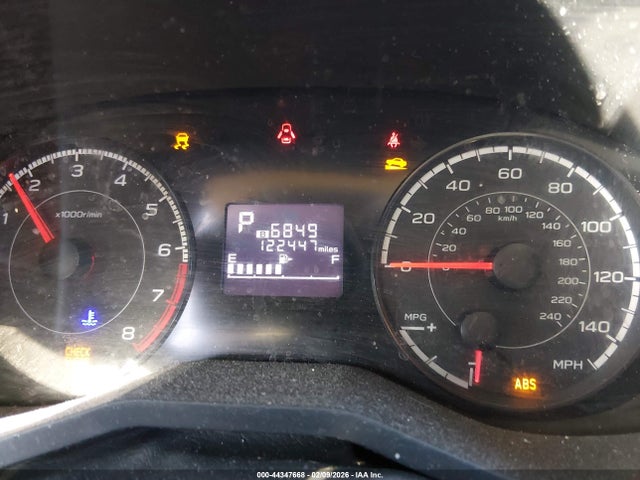 P
B 6849
122447 miles
E F
1 2 3 4 5 6 7 8
x1000r/min
CHECK
0 20 40 60 80 100 120 140
MPH
20 40 60 80 100 120 140 160 180 200 220 240
km/h
MPG
- +
ABS
000-44347668 - 02/09/2026 - IAA Inc.